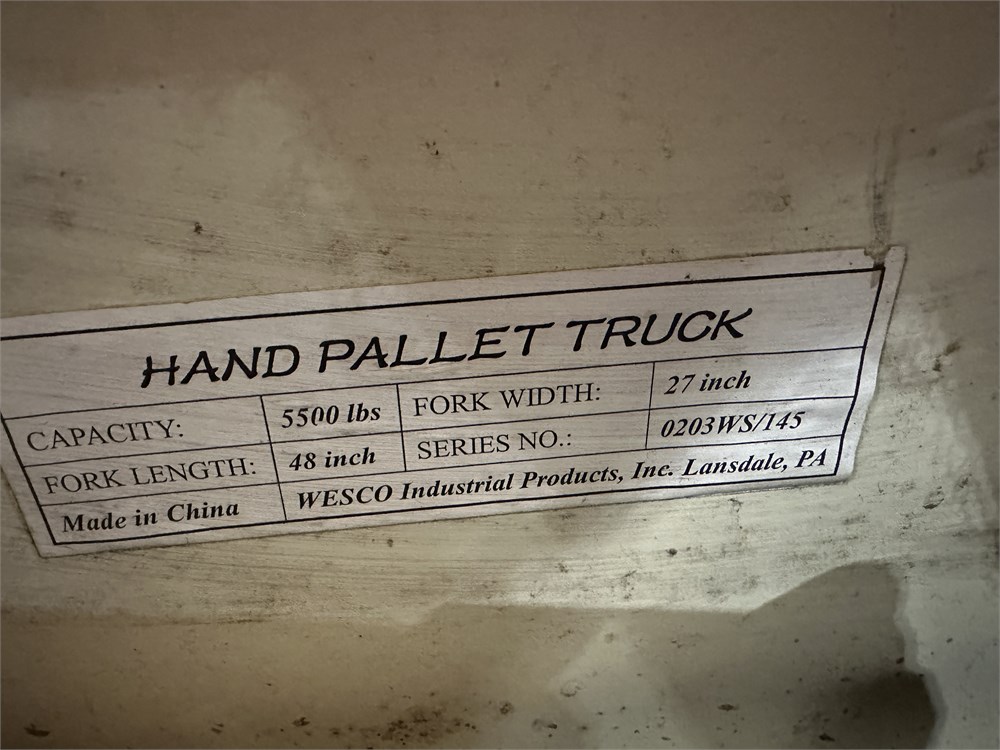 HAND PALLET TRUCK
CAPACITY: 5500 lbs FORK WIDTH: 27 inch
FORK LENGTH: 48 inch SERIES NO.: 0203WS/145
Made in China WESCO Industrial Products, Inc. Lansdale, PA